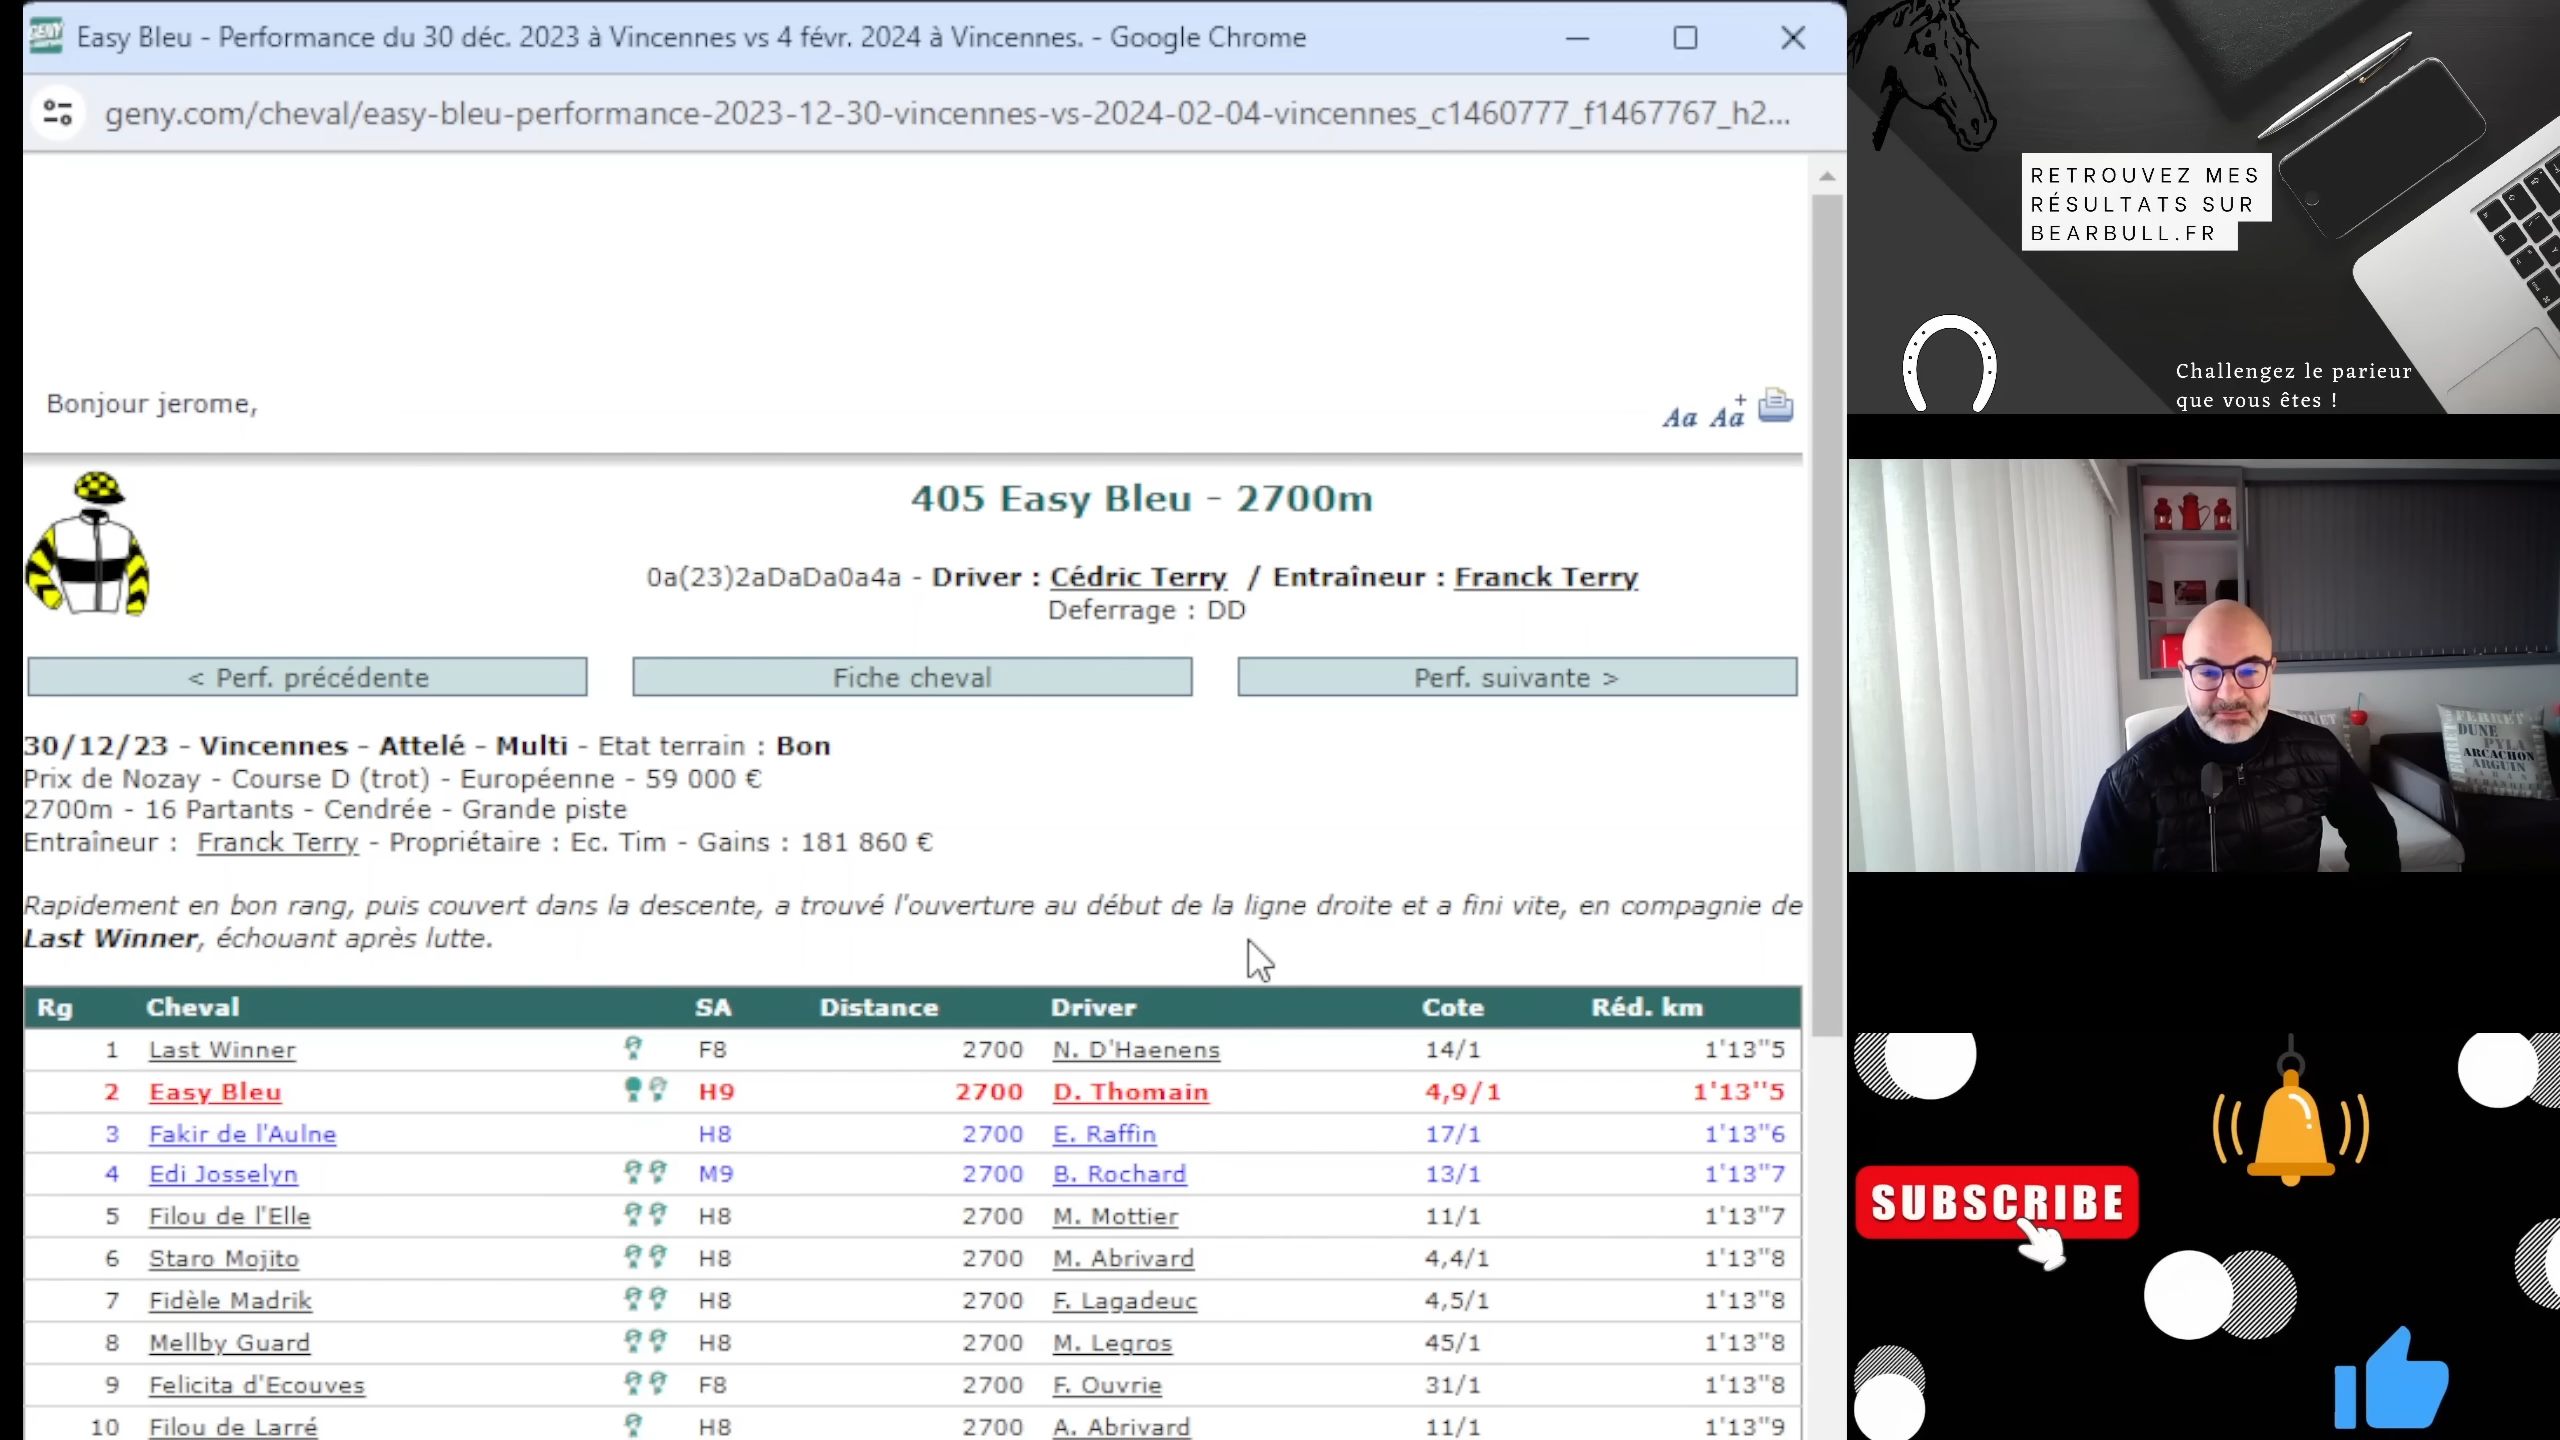 Easy Bleu - Performance du 30 déc. 2023 à Vincennes vs 4 févr. 2024 à Vincennes. - Google Chrome
geny.com/cheval/easy-bleu-performance-2023-12-30-vincennes-vs-2024-02-04-vincennes_c1460777_f1467767_h2...
Bonjour jerome,
Aa Aa+
405 Easy Bleu - 2700m
0a(23)2aDaDa0a4a - Driver : Cédric Terry / Entraîneur : Franck Terry
Deferrage : DD
< Perf. précédente Fiche cheval Perf. suivante >
30/12/23 - Vincennes - Attelé - Multi - Etat terrain : Bon
Prix de Nozay - Course D (trot) - Européenne - 59 000 €
2700m - 16 Partants - Cendrée - Grande piste
Entraîneur : Franck Terry - Propriétaire : Ec. Tim - Gains : 181 860 €
Rapidement en bon rang, puis couvert dans la descente, a trouvé l'ouverture au début de la ligne droite et a fini vite, en compagnie de
Last Winner, échouant après lutte.
Rg Cheval SA Distance Driver Cote Réd. km
1 Last Winner F8 2700 N. D'Haenens 14/1 1'13"5
2 Easy Bleu H9 2700 D. Thomain 4,9/1 1'13"5
3 Fakir de l'Aulne H8 2700 E. Raffin 17/1 1'13"6
4 Edi Josselyn M9 2700 B. Rochard 13/1 1'13"7
5 Filou de l'Elle H8 2700 M. Mottier 11/1 1'13"7
6 Staro Mojito H8 2700 M. Abrivard 4,4/1 1'13"8
7 Fidèle Madrik H8 2700 F. Lagadeuc 4,5/1 1'13"8
8 Mellby Guard H8 2700 M. Legros 45/1 1'13"8
9 Felicita d'Ecouves F8 2700 F. Ouvrie 31/1 1'13"8
10 Filou de Larré H8 2700 A. Abrivard 11/1 1'13"9
RETROUVEZ MES
RÉSULTATS SUR
BEARBULL.FR
Challengez le parieur
que vous êtes !
FERRET
DUNE
PYLA
ARCACHON
ARGUIN
SUBSCRIBE